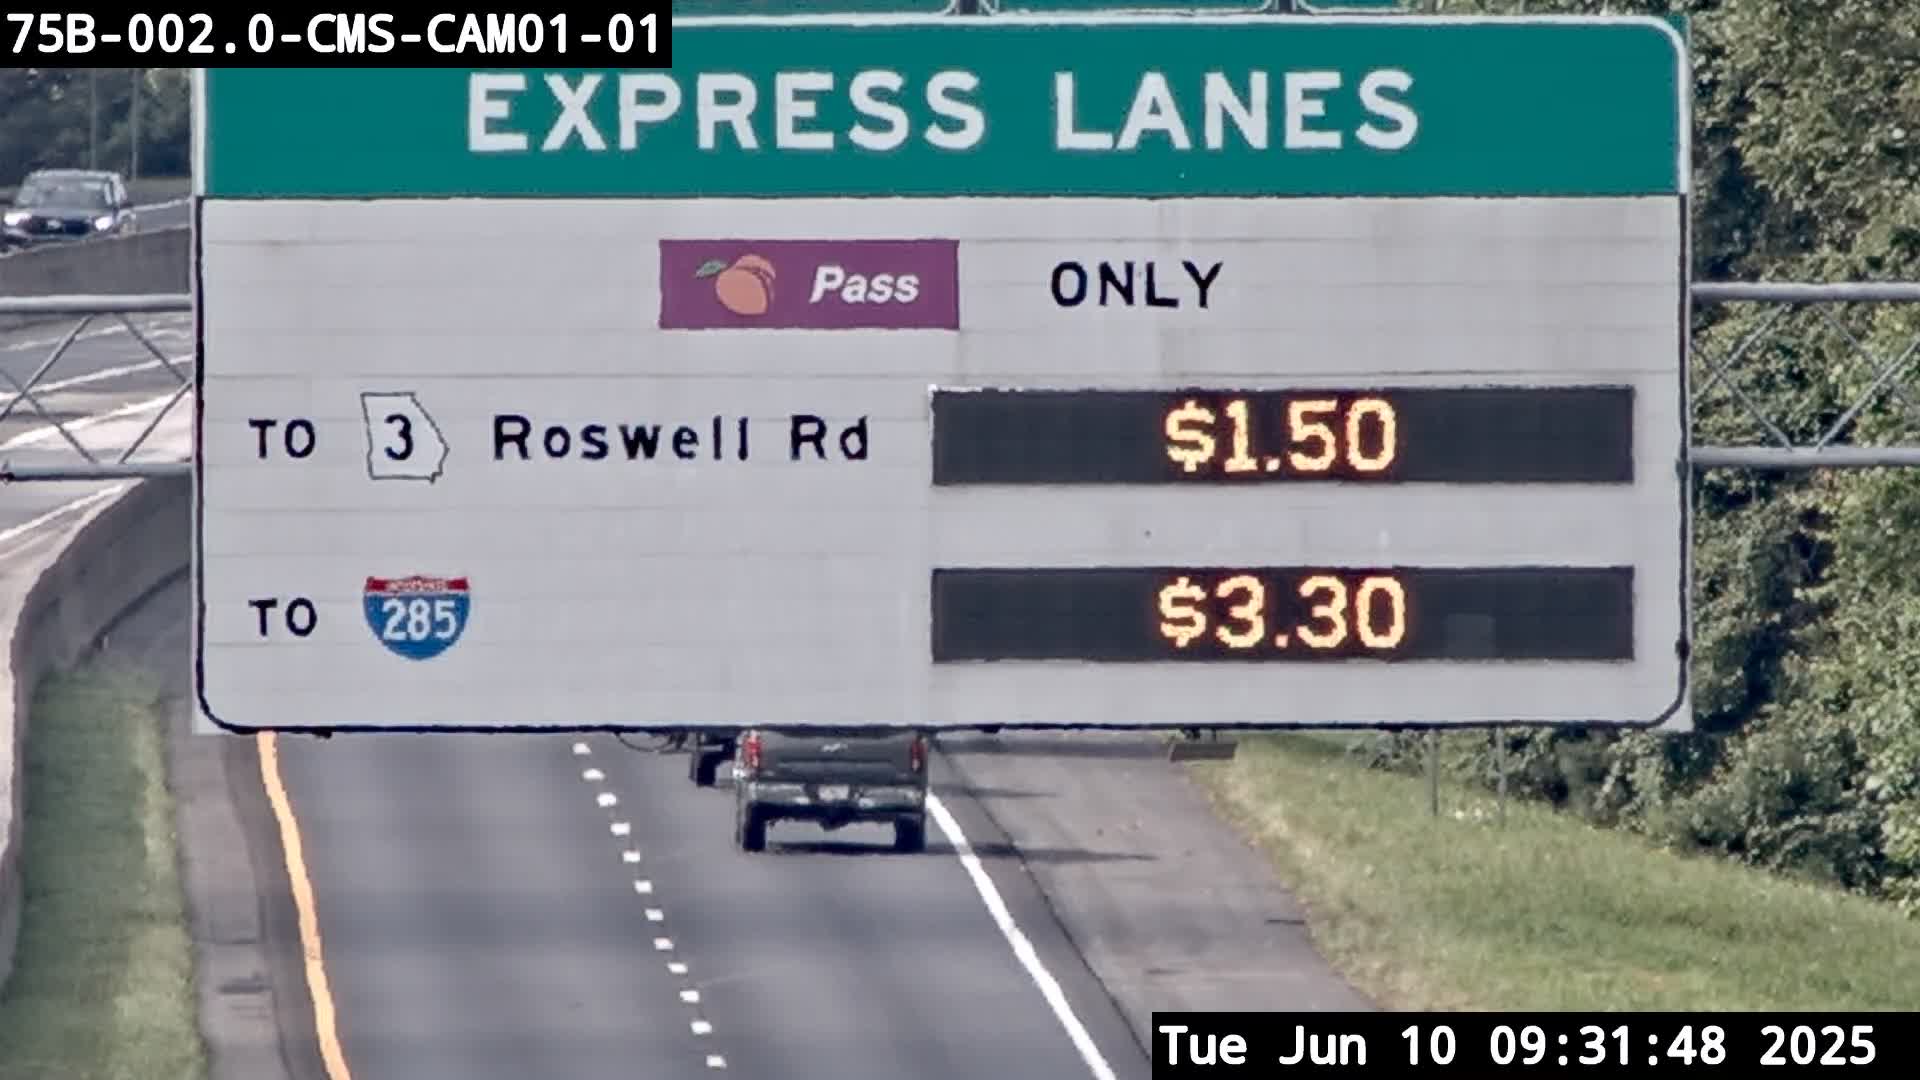 75B-002.0-CMS-CAM01-01
EXPRESS LANES
Pass ONLY
TO 3 Roswell Rd $1.50
TO 285 $3.30
Tue Jun 10 09:31:48 2025